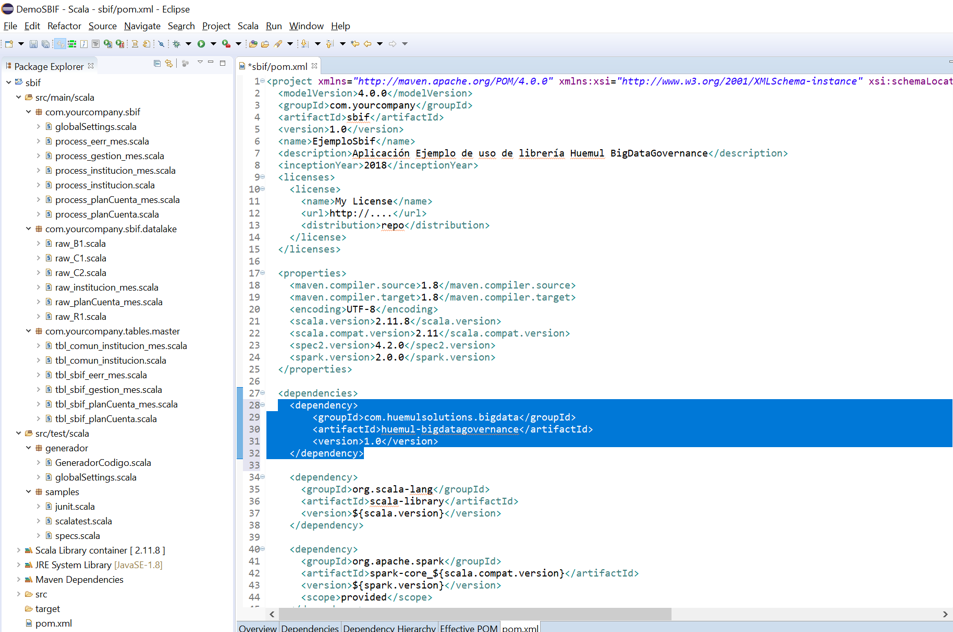 DemoSBIF - Scala - sbif/pom.xml - Eclipse
File Edit Refactor Source Navigate Search Project Scala Run Window Help
Package Explorer
sbif
src/main/scala
com.yourcompany.sbif
globalSettings.scala
process_eerr_mes.scala
process_gestion_mes.scala
process_institucion_mes.scala
process_institucion.scala
process_planCuenta_mes.scala
process_planCuenta.scala
com.yourcompany.sbif.datalake
raw_B1.scala
raw_C1.scala
raw_C2.scala
raw_institucion_mes.scala
raw_planCuenta_mes.scala
raw_R1.scala
com.yourcompany.tables.master
tbl_comun_institucion_mes.scala
tbl_comun_institucion.scala
tbl_sbif_eerr_mes.scala
tbl_sbif_gestion_mes.scala
tbl_sbif_planCuenta_mes.scala
tbl_sbif_planCuenta.scala
src/test/scala
generador
GeneradorCodigo.scala
globalSettings.scala
samples
junit.scala
scalatest.scala
specs.scala
Scala Library container [ 2.11.8 ]
JRE System Library [JavaSE-1.8]
Maven Dependencies
src
target
pom.xml
*sbif/pom.xml
1 <project xmlns="http://maven.apache.org/POM/4.0.0" xmlns:xsi="http://www.w3.org/2001/XMLSchema-instance" xsi:schemaLocat
2 <modelVersion>4.0.0</modelVersion>
3 <groupId>com.yourcompany</groupId>
4 <artifactId>sbif</artifactId>
5 <version>1.0</version>
6 <name>EjemploSbif</name>
7 <description>Aplicación Ejemplo de uso de librería Huemul BigDataGovernance</description>
8 <inceptionYear>2018</inceptionYear>
9 <licenses>
10 <license>
11 <name>My License</name>
12 <url>http://....</url>
13 <distribution>repo</distribution>
14 </license>
15 </licenses>
16
17 <properties>
18 <maven.compiler.source>1.8</maven.compiler.source>
19 <maven.compiler.target>1.8</maven.compiler.target>
20 <encoding>UTF-8</encoding>
21 <scala.version>2.11.8</scala.version>
22 <scala.compat.version>2.11</scala.compat.version>
23 <spec2.version>4.2.0</spec2.version>
24 <spark.version>2.0.0</spark.version>
25 </properties>
26
27 <dependencies>
28 <dependency>
29 <groupId>com.huemulsolutions.bigdata</groupId>
30 <artifactId>huemul-bigdatagovernance</artifactId>
31 <version>1.0</version>
32 </dependency>
33
34 <dependency>
35 <groupId>org.scala-lang</groupId>
36 <artifactId>scala-library</artifactId>
37 <version>${scala.version}</version>
38 </dependency>
39
40 <dependency>
41 <groupId>org.apache.spark</groupId>
42 <artifactId>spark-core_${scala.compat.version}</artifactId>
43 <version>${spark.version}</version>
44 <scope>provided</scope>
Overview Dependencies Dependency Hierarchy Effective POM pom.xml